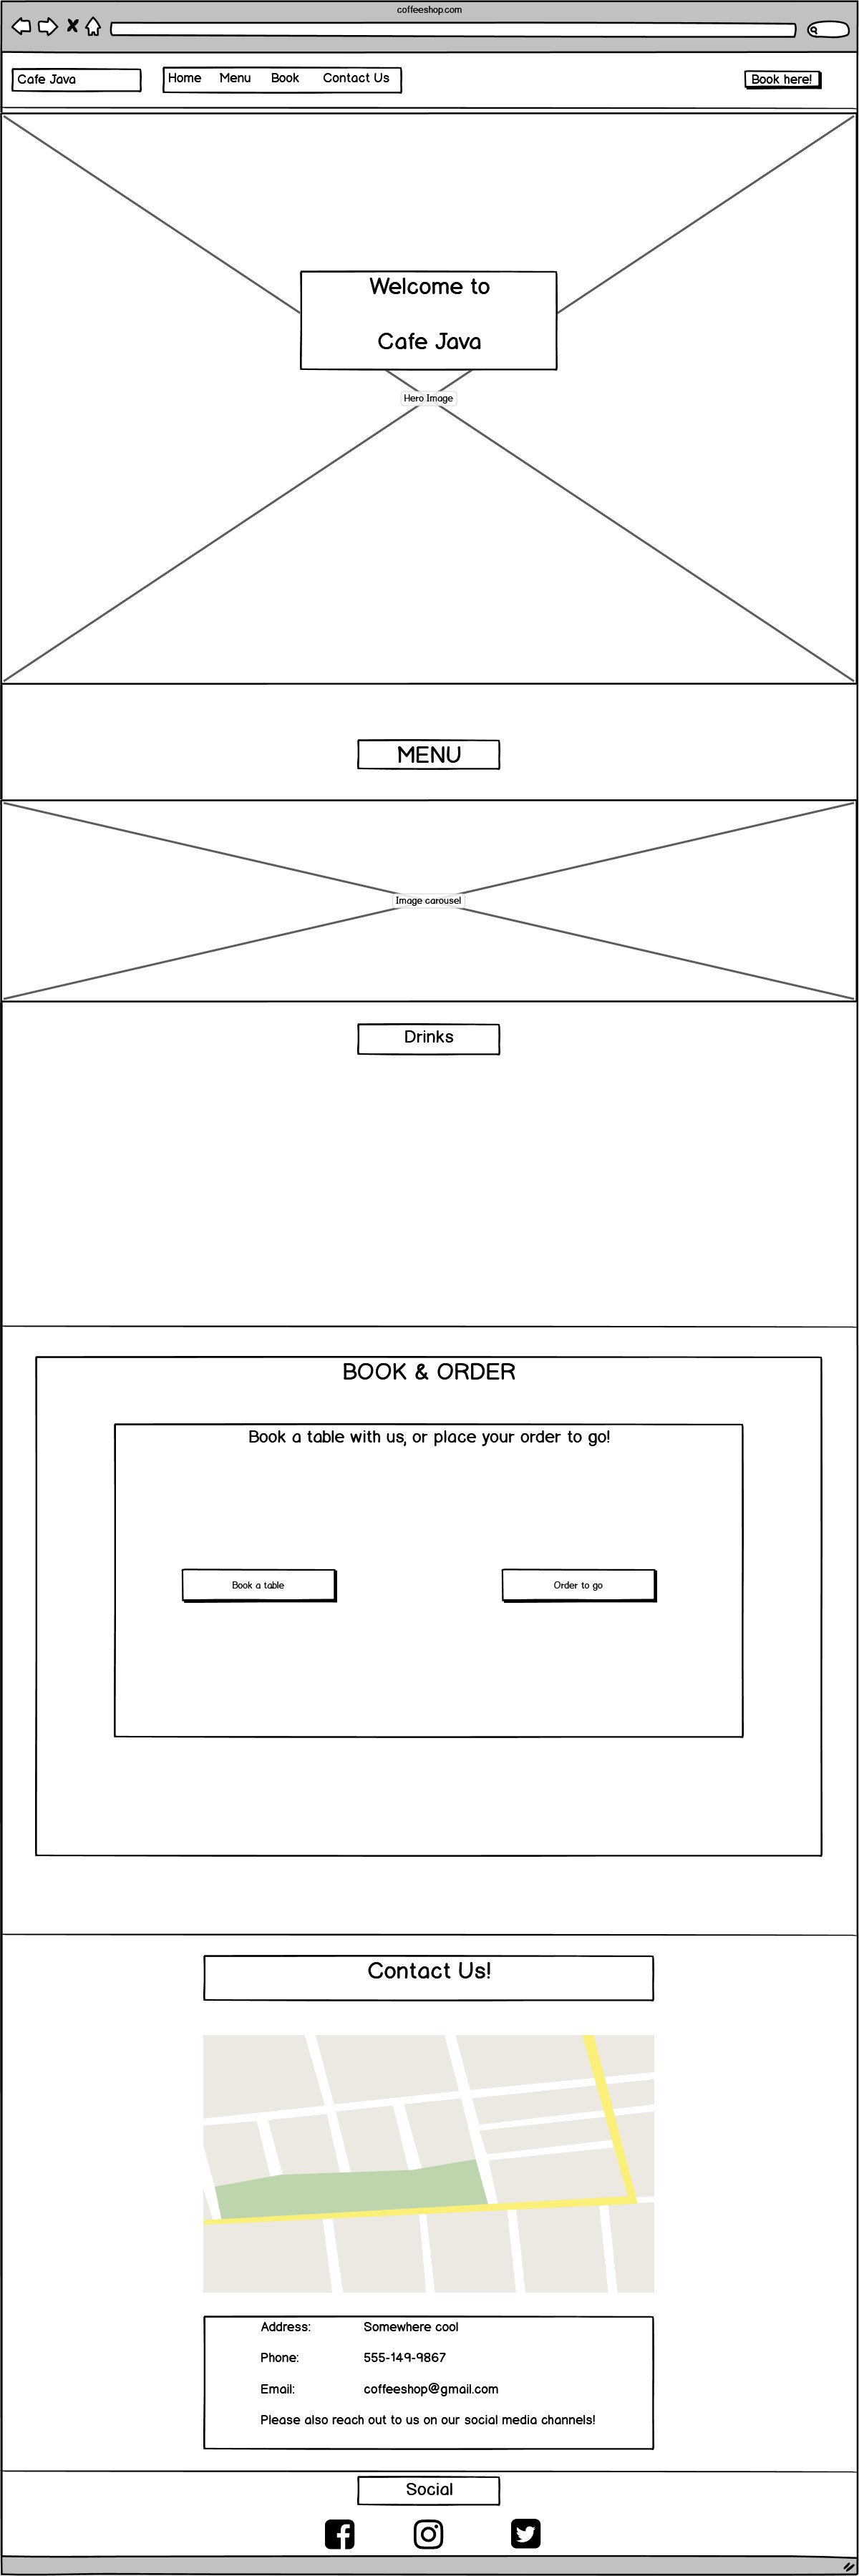 coffeeshop.com
Cafe Java
Home Menu Book Contact Us
Book here!
Welcome to
Cafe Java
Hero Image
MENU
Image carousel
Drinks
BOOK & ORDER
Book a table with us, or place your order to go!
Book a table
Order to go
Contact Us!
Address: Somewhere cool
Phone: 555-149-9867
Email: coffeeshop@gmail.com
Please also reach out to us on our social media channels!
Social